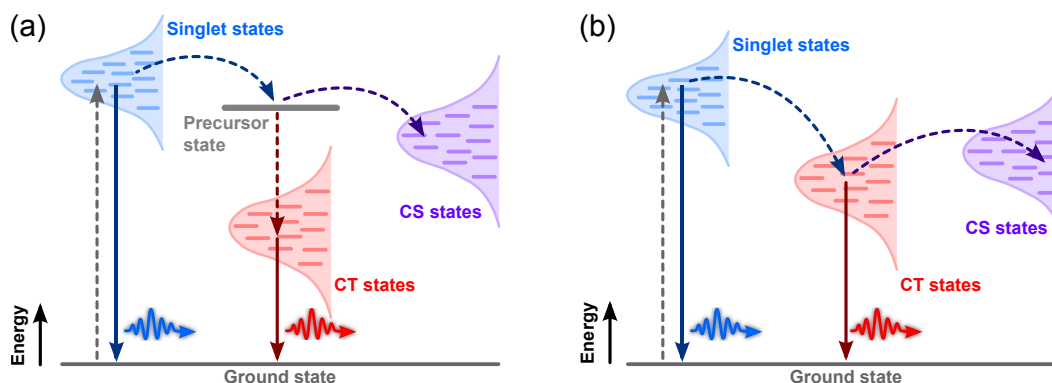 (a)
Singlet states
Precursor
state
CS states
CT states
Energy
Ground state
(b)
Singlet states
CS states
CT states
Energy
Ground state